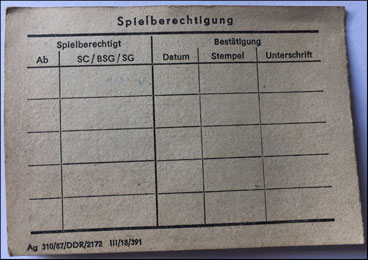 Spielberechtigung
Spielberechtigt Bestätigung
Ab SC/BSG/SG Datum Stempel Unterschrift
Ag 310/87/DDR/2172 III/18/391